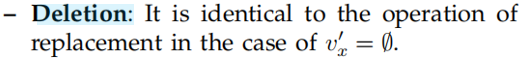 – Deletion: It is identical to the operation of
replacement in the case of v′ₓ = ∅.